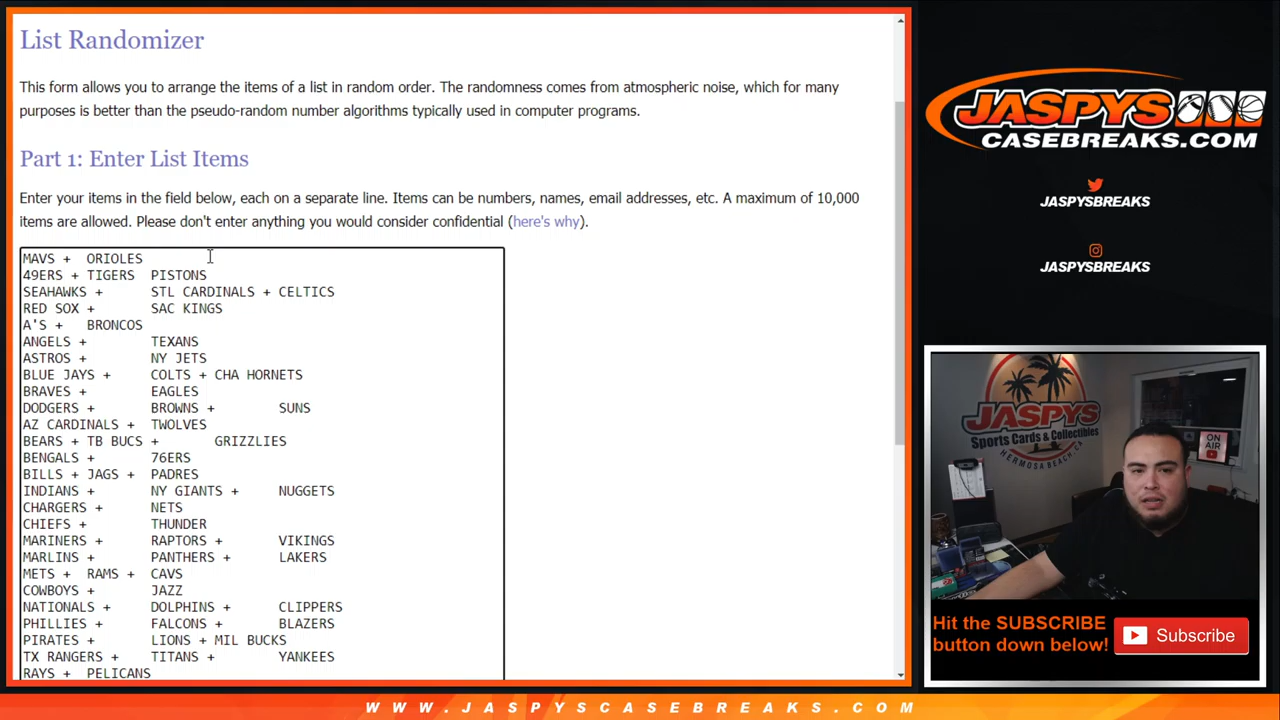 List Randomizer
This form allows you to arrange the items of a list in random order. The randomness comes from atmospheric noise, which for many
purposes is better than the pseudo-random number algorithms typically used in computer programs.
Part 1: Enter List Items
Enter your items in the field below, each on a separate line. Items can be numbers, names, email addresses, etc. A maximum of 10,000
items are allowed. Please don't enter anything you would consider confidential (here's why).
MAVS + ORIOLES
49ERS + TIGERS PISTONS
SEAHAWKS + STL CARDINALS + CELTICS
RED SOX + SAC KINGS
A'S + BRONCOS
ANGELS + TEXANS
ASTROS + NY JETS
BLUE JAYS + COLTS + CHA HORNETS
BRAVES + EAGLES
DODGERS + BROWNS + SUNS
AZ CARDINALS + TWOLVES
BEARS + TB BUCS + GRIZZLIES
BENGALS + 76ERS
BILLS + JAGS + PADRES
INDIANS + NY GIANTS + NUGGETS
CHARGERS + NETS
CHIEFS + THUNDER
MARINERS + RAPTORS + VIKINGS
MARLINS + PANTHERS + LAKERS
METS + RAMS + CAVS
COWBOYS + JAZZ
NATIONALS + DOLPHINS + CLIPPERS
PHILLIES + FALCONS + BLAZERS
PIRATES + LIONS + MIL BUCKS
TX RANGERS + TITANS + YANKEES
RAYS + PELICANS
JASPYS
CASEBREAKS.COM
JASPYSBREAKS
JASPYSBREAKS
JASPYS
Sports Cards & Collectibles
HERMOSA BEACH, CA
ON
AIR
Hit the SUBSCRIBE
button down below!
Subscribe
WWW.JASPYSCASEBREAKS.COM